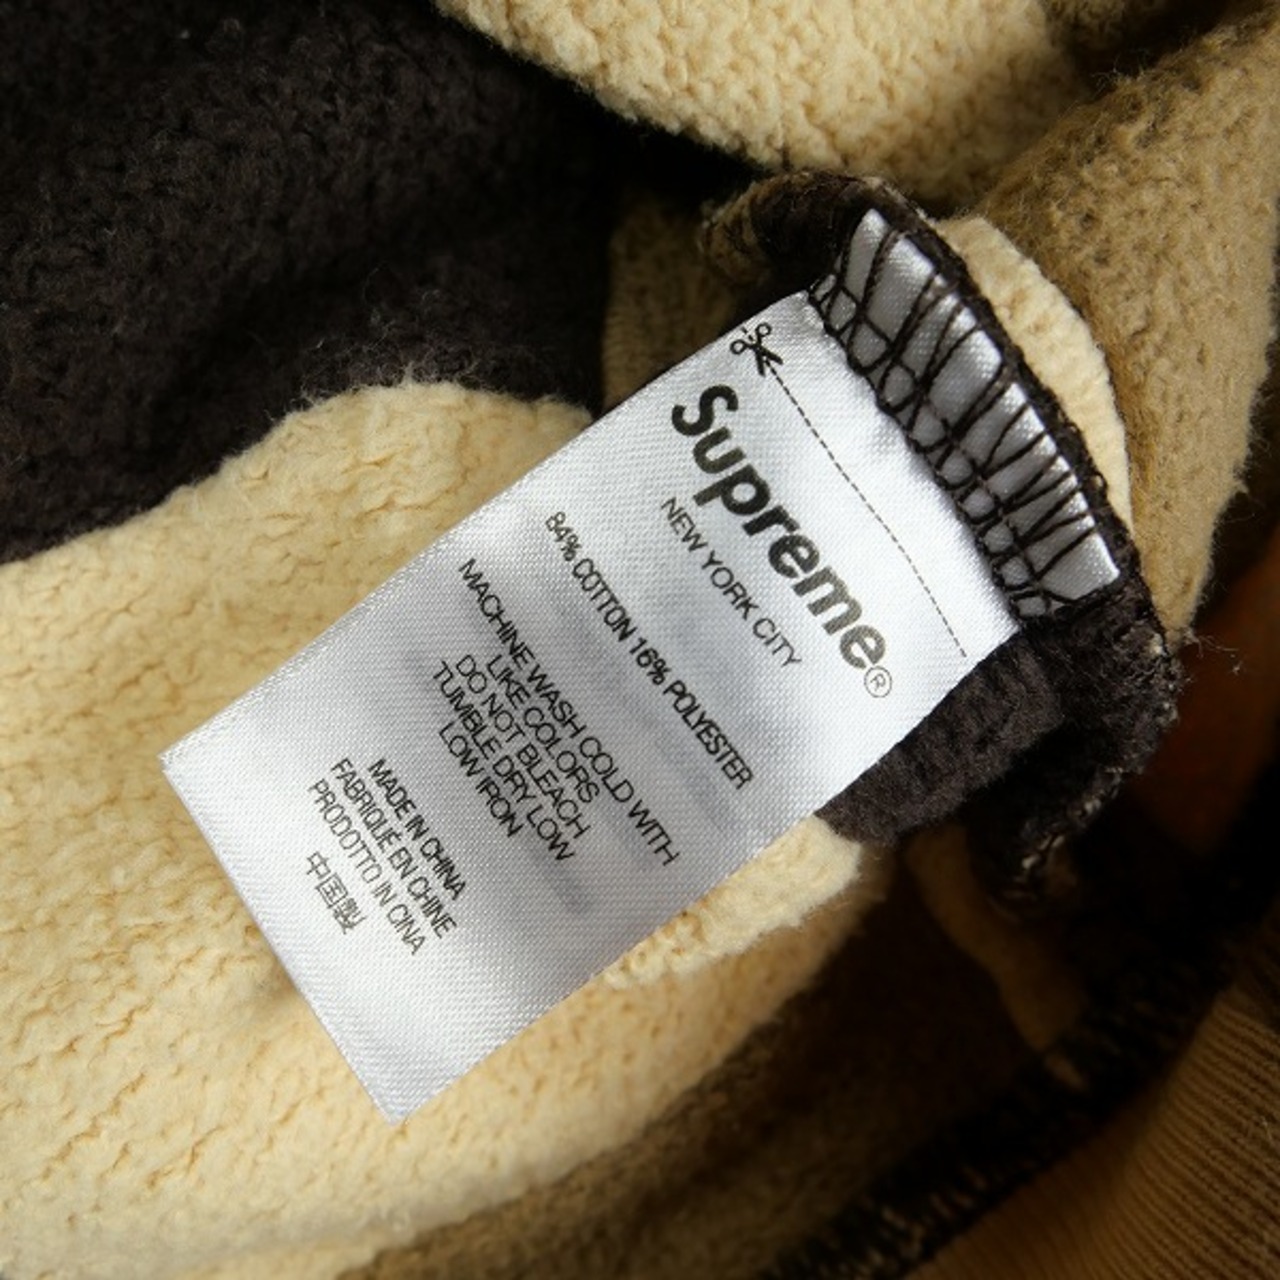 Supreme®
NEW YORK CITY
84% COTTON 16% POLYESTER
MACHINE WASH COLD WITH
LIKE COLORS
DO NOT BLEACH
TUMBLE DRY LOW
LOW IRON
MADE IN CHINA
FABRIQUÉ EN CHINE
PRODOTTO IN CINA
中国製